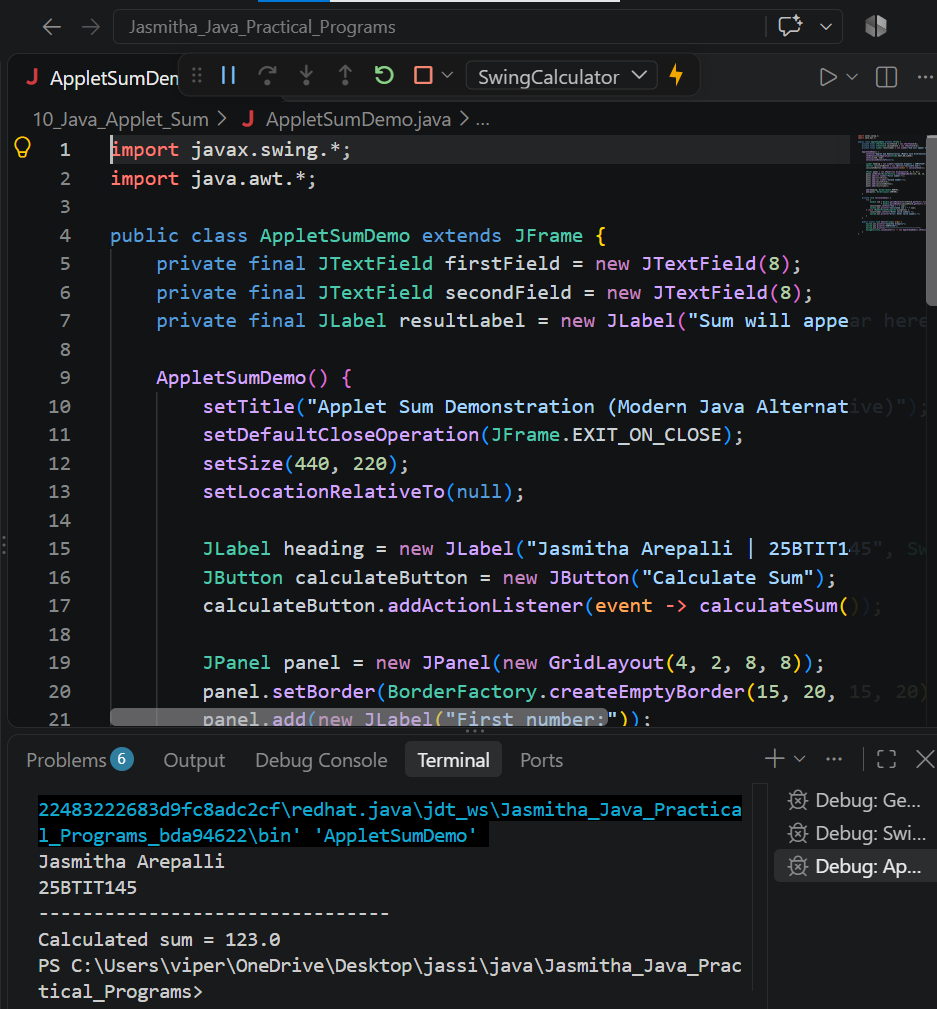 Jasmitha_Java_Practical_Programs
J AppletSumDem
SwingCalculator
10_Java_Applet_Sum > J AppletSumDemo.java > ...
1 import javax.swing.*;
2 import java.awt.*;
3
4 public class AppletSumDemo extends JFrame {
5 private final JTextField firstField = new JTextField(8);
6 private final JTextField secondField = new JTextField(8);
7 private final JLabel resultLabel = new JLabel("Sum will appear here
8
9 AppletSumDemo() {
10 setTitle("Applet Sum Demonstration (Modern Java Alternative)");
11 setDefaultCloseOperation(JFrame.EXIT_ON_CLOSE);
12 setSize(440, 220);
13 setLocationRelativeTo(null);
14
15 JLabel heading = new JLabel("Jasmitha Arepalli | 25BTIT145", Sw
16 JButton calculateButton = new JButton("Calculate Sum");
17 calculateButton.addActionListener(event -> calculateSum());
18
19 JPanel panel = new JPanel(new GridLayout(4, 2, 8, 8));
20 panel.setBorder(BorderFactory.createEmptyBorder(15, 20, 15, 20)
21 panel.add(new JLabel("First number:"));
Problems 6 Output Debug Console Terminal Ports
22483222683d9fc8adc2cf\redhat.java\jdt_ws\Jasmitha_Java_Practica
l_Programs_bda94622\bin' 'AppletSumDemo'
Jasmitha Arepalli
25BTIT145
--------------------------------
Calculated sum = 123.0
PS C:\Users\viper\OneDrive\Desktop\jassi\java\Jasmitha_Java_Prac
tical_Programs>
Debug: Ge...
Debug: Swi...
Debug: Ap...